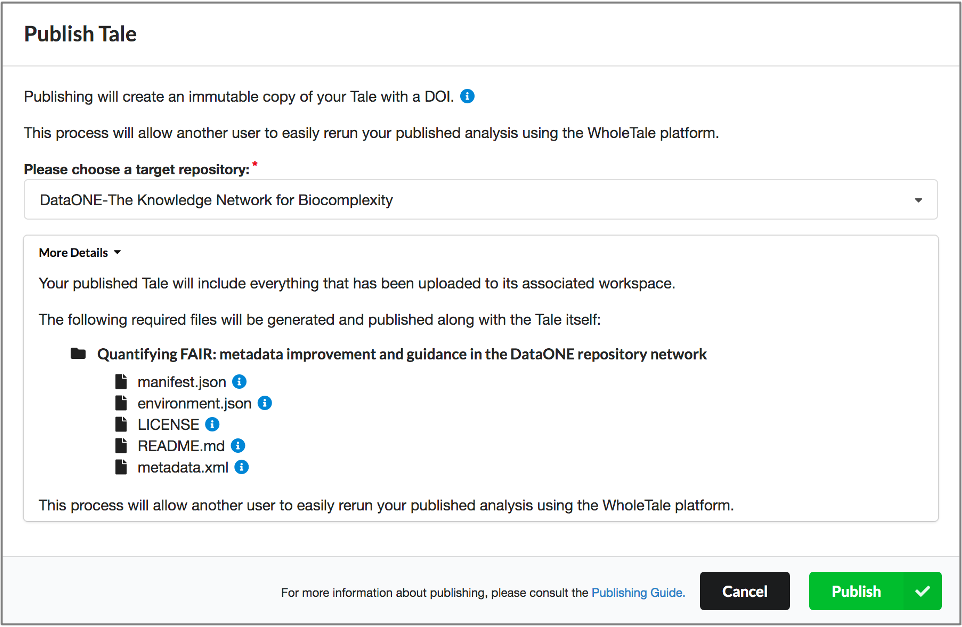 Publish Tale
Publishing will create an immutable copy of your Tale with a DOI.
This process will allow another user to easily rerun your published analysis using the WholeTale platform.
Please choose a target repository: *
DataONE-The Knowledge Network for Biocomplexity
More Details
Your published Tale will include everything that has been uploaded to its associated workspace.
The following required files will be generated and published along with the Tale itself:
Quantifying FAIR: metadata improvement and guidance in the DataONE repository network
manifest.json
environment.json
LICENSE
README.md
metadata.xml
This process will allow another user to easily rerun your published analysis using the WholeTale platform.
For more information about publishing, please consult the Publishing Guide.
Cancel
Publish